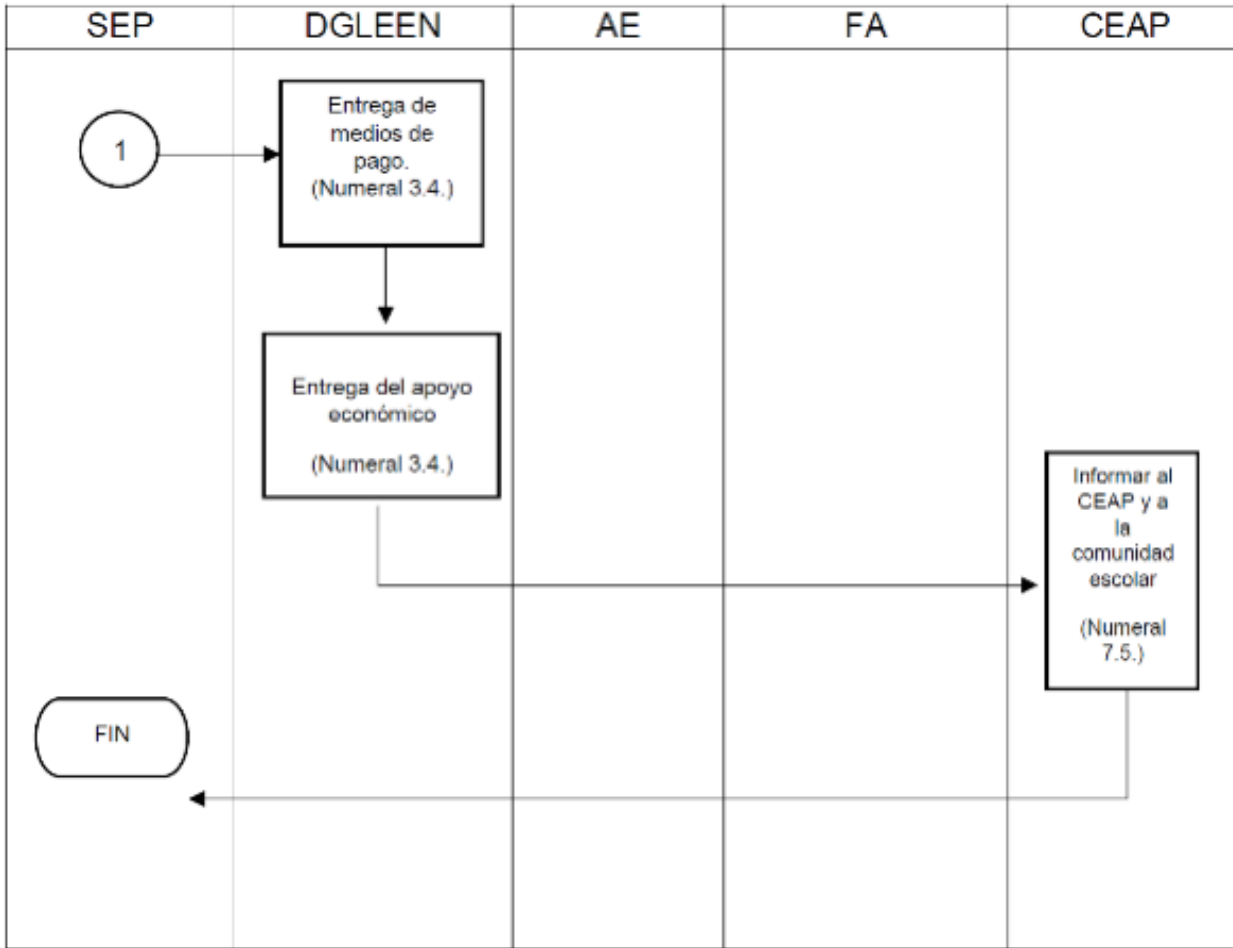 SEP
DGLEEN
AE
FA
CEAP
1
Entrega de
medios de
pago.
(Numeral 3.4.)
Entrega del apoyo
económico
(Numeral 3.4.)
Informar al
CEAP y a
la
comunidad
escolar
(Numeral
7.5.)
FIN